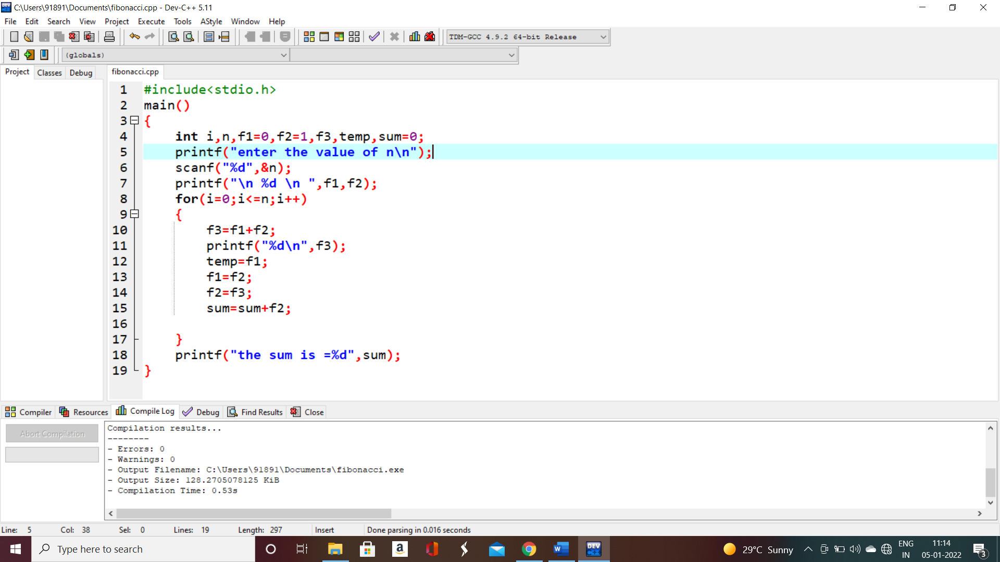 C:\Users\91891\Documents\fibonacci.cpp - Dev-C++ 5.11
File Edit Search View Project Execute Tools AStyle Window Help
TDM-GCC 4.9.2 64-bit Release
(globals)
Project Classes Debug fibonacci.cpp
1 #include<stdio.h>
2 main()
3 {
4 int i,n,f1=0,f2=1,f3,temp,sum=0;
5 printf("enter the value of n\n");
6 scanf("%d",&n);
7 printf("\n %d \n ",f1,f2);
8 for(i=0;i<=n;i++)
9 {
10 f3=f1+f2;
11 printf("%d\n",f3);
12 temp=f1;
13 f1=f2;
14 f2=f3;
15 sum=sum+f2;
16
17 }
18 printf("the sum is =%d",sum);
19 }
Compiler Resources Compile Log Debug Find Results Close
Abort Compilation
Compilation results...
--------
- Errors: 0
- Warnings: 0
- Output Filename: C:\Users\91891\Documents\fibonacci.exe
- Output Size: 128.2705078125 KiB
- Compilation Time: 0.53s
Line: 5 Col: 38 Sel: 0 Lines: 19 Length: 297 Insert Done parsing in 0.016 seconds
Type here to search
DEV C++
29°C Sunny
ENG
IN
11:14
05-01-2022
3